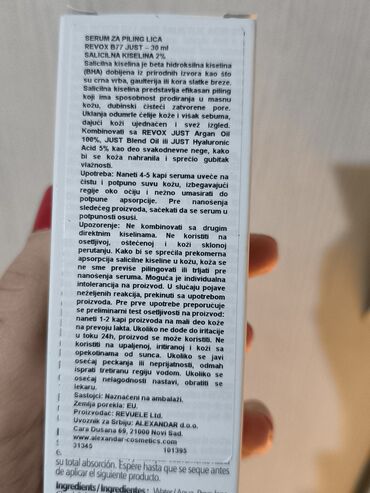 SERUM ZA PILING LICA
REVOX B77 JUST – 30 ml
SALICILNA KISELINA 2%
Salicilna kiselina je beta hidroksilna kiselina
(BHA) dobijena iz prirodnih izvora kao što
su crna vrba, gaulterija ili kora slatke breze.
Salicilna kiselina predstavlja efikasan piling
koji ima sposobnost prodiranja u masnu
kožu, dubinski čisteći zatvorene pore.
Uklanja odumrle ćelije kože i višak sebuma,
dajući koži ujednačen i svež izgled.
Kombinovati sa REVOX JUST Argan Oil
100%, JUST Blend Oil ili JUST Hyaluronic
Acid 5% kao deo svakodnevne nege, kako
bi se koža nahranila i sprečio gubitak
vlažnosti.
Upotreba: Naneti 4-5 kapi seruma uveče na
čistu i potpuno suvu kožu, izbegavajući
regije oko očiju i nežno umasirati do
potpune apsorpcije. Pre nanošenja
sledećeg proizvoda, sačekati da se serum u
potpunosti osuši.
Upozorenje: Ne kombinovati sa drugim
direktnim kiselinama. Ne koristiti na
osetljivoj, oštećenoj i koži sklonoj
perutanju. Kako bi se sprečila prekomerna
apsorpcija salicilne kiseline u kožu, koža se
ne sme previše pilingovati ili trljati pre
nanošenja seruma. Moguća je individualna
intolerancija na proizvod. U slučaju pojave
neželjenih reakcija, prekinuti sa upotrebom
proizvoda. Pre prve upotrebe preporučuje
se preliminarni test osetljivosti na proizvod:
naneti 1-2 kapi proizvoda na mali deo kože
na prevoju lakta. Ukoliko ne dođe do iritacije
u toku 24h, proizvod se može koristiti. Ne
koristiti na upaljenoj, iritiranoj i koži sa
opekotinama od sunca. Ukoliko se javi
osećaj peckanja ili neprijatnosti, odmah
isprati tretiranu regiju vodom. Ukoliko se
osećaj nelagodnosti nastavi, obratiti se
lekaru.
Sastojci: Naznačeni na ambalaži.
Zemlja porekla: EU.
Proizvođač: REVUELE Ltd.
Uvoznik za Srbiju: ALEXANDAR d.o.o.
Cara Dušana 69, 21000 Novi Sad.
www.alexandar-cosmetics.com
31345 101395
su total absorción. Espere hasta que se seque antes
de aplicar el siguiente producto.
Ingredients / Ingredientes: Water / Aqua,